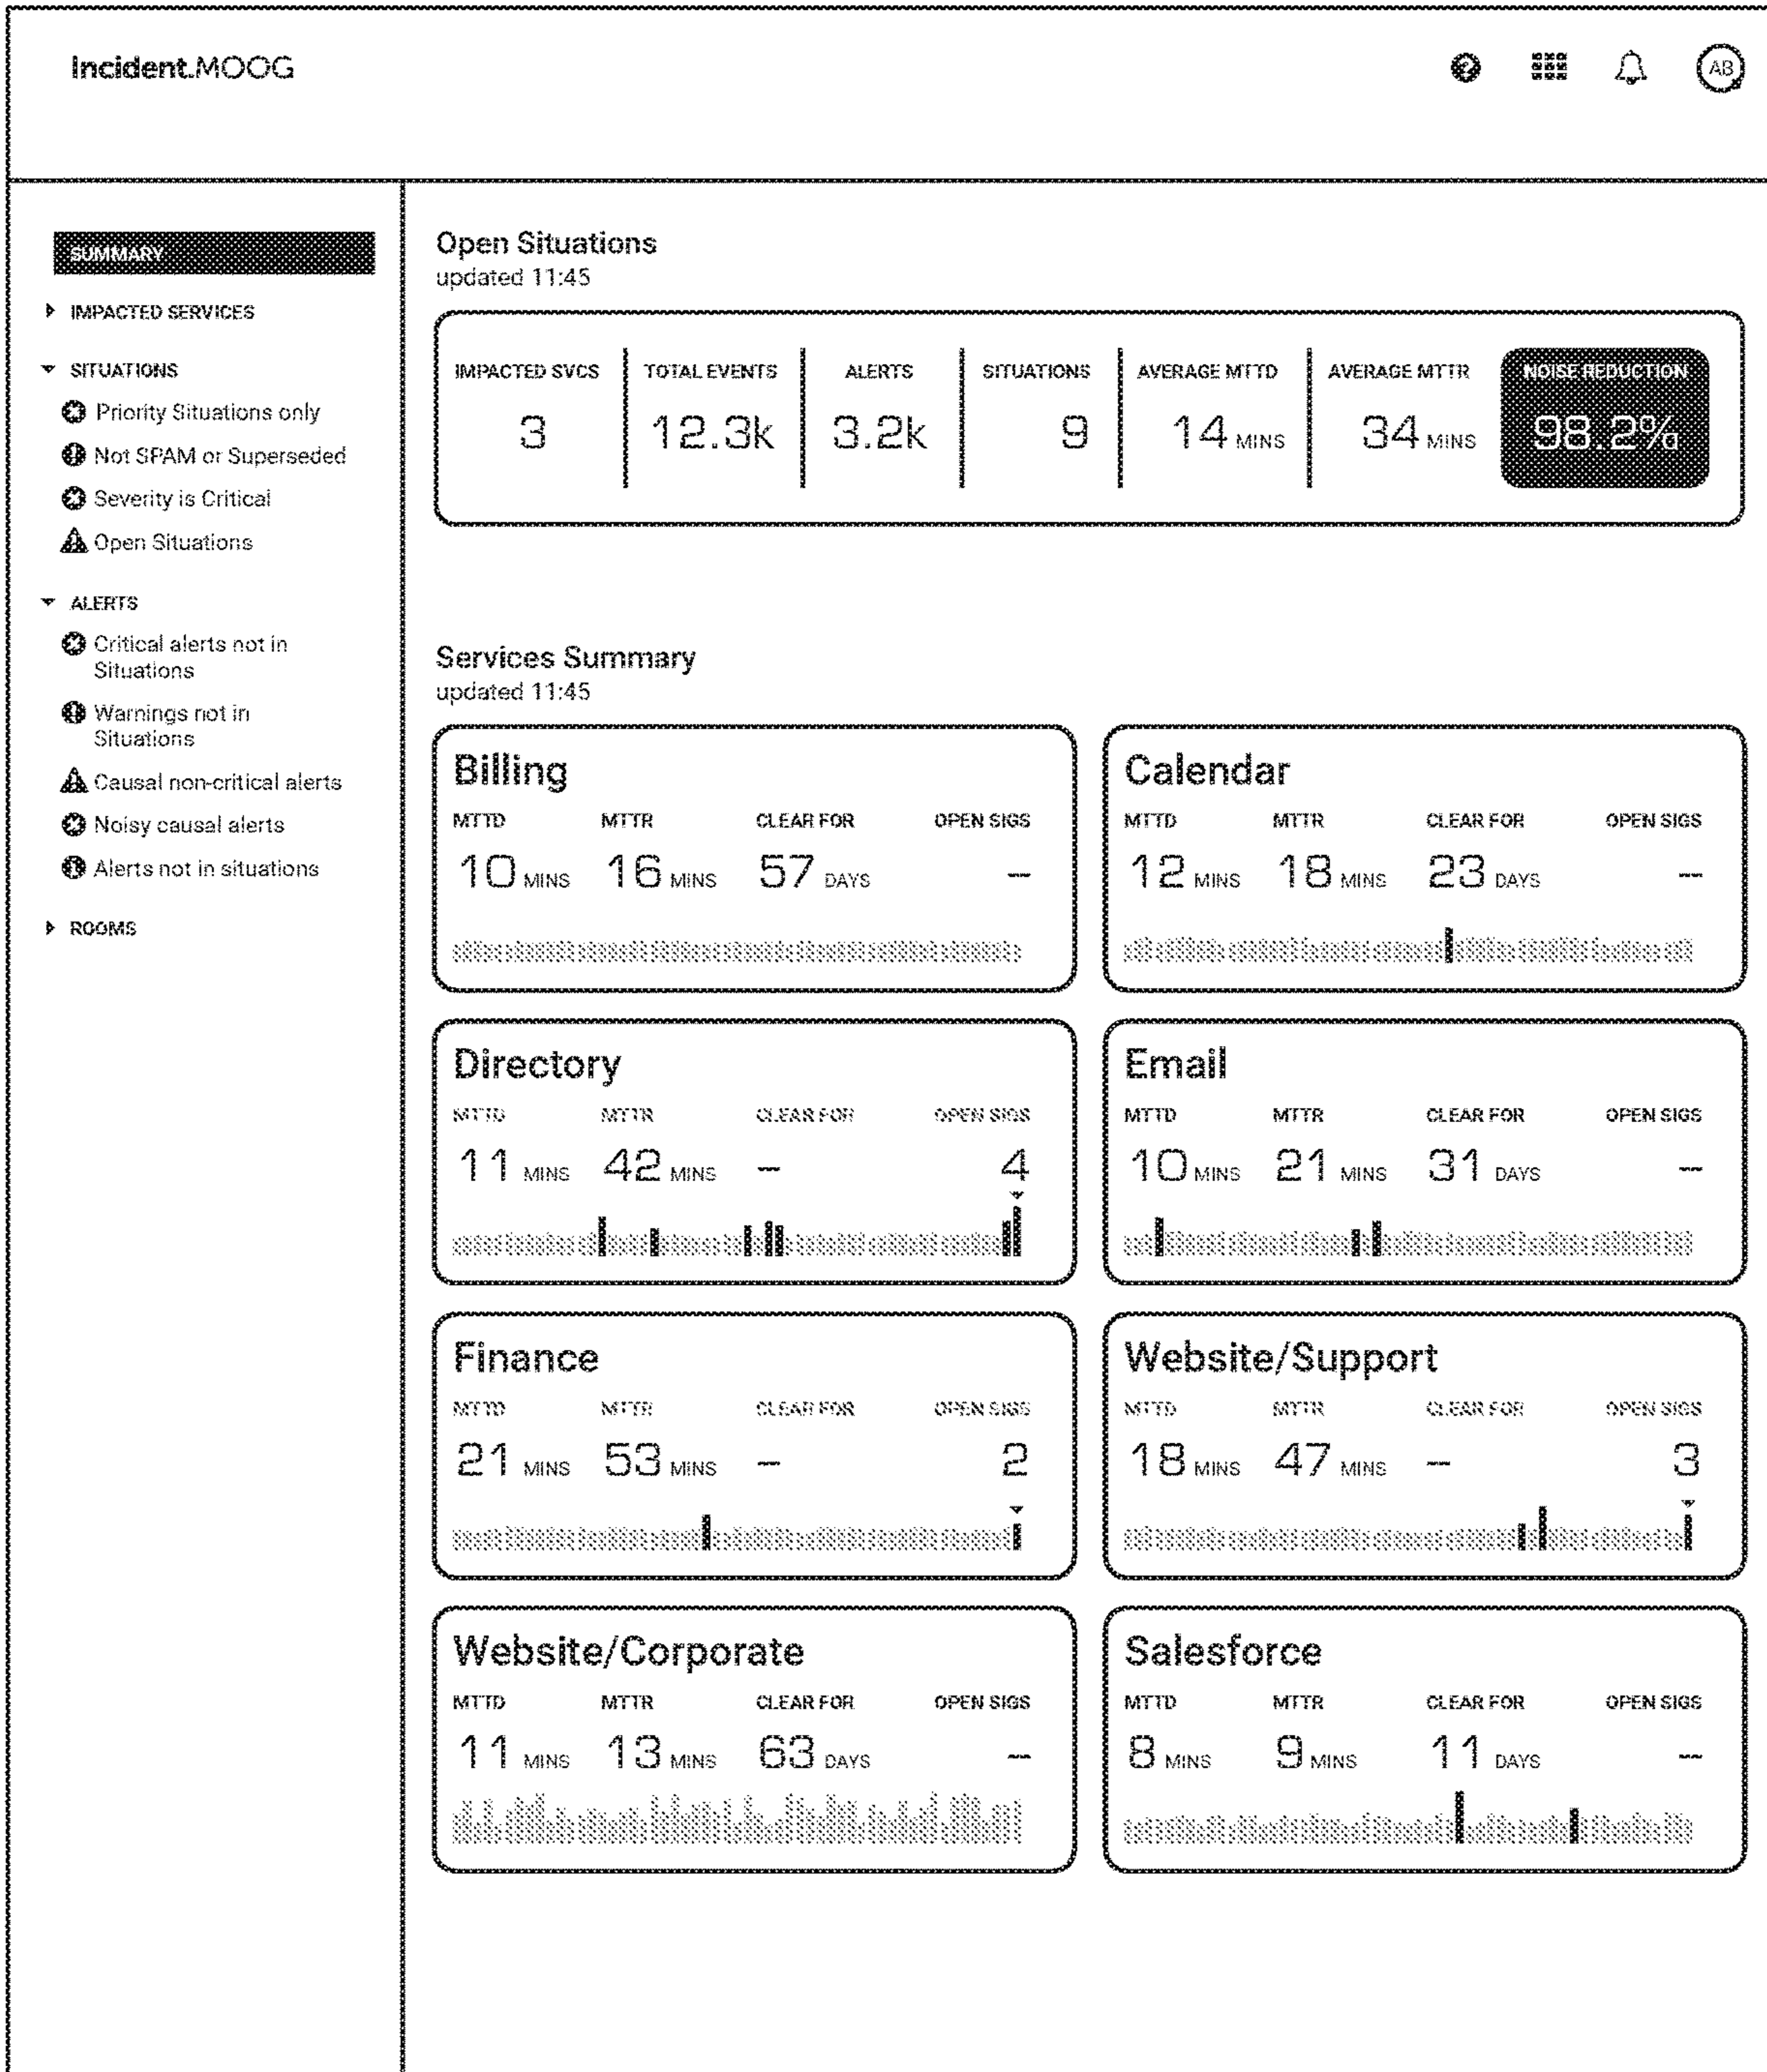 Incident.MOOG
AB
SUMMARY
IMPACTED SERVICES
SITUATIONS
Priority Situations only
Not SPAM or Superseded
Severity is Critical
Open Situations
ALERTS
Critical alerts not in
Situations
Warnings not in
Situations
Causal non-critical alerts
Noisy causal alerts
Alerts not in situations
ROOMS
Open Situations
updated 11:45
IMPACTED SVCS TOTAL EVENTS ALERTS SITUATIONS AVERAGE MTTD AVERAGE MTTR NOISE REDUCTION
3 12.3k 3.2k 9 14 MINS 34 MINS 98.2%
Services Summary
updated 11:45
Billing
MTTD MTTR CLEAR FOR OPEN SIGS
10 MINS 16 MINS 57 DAYS –
Calendar
MTTD MTTR CLEAR FOR OPEN SIGS
12 MINS 18 MINS 23 DAYS –
Directory
MTTD MTTR CLEAR FOR OPEN SIGS
11 MINS 42 MINS – 4
Email
MTTD MTTR CLEAR FOR OPEN SIGS
10 MINS 21 MINS 31 DAYS –
Finance
MTTD MTTR CLEAR FOR OPEN SIGS
21 MINS 53 MINS – 2
Website/Support
MTTD MTTR CLEAR FOR OPEN SIGS
18 MINS 47 MINS – 3
Website/Corporate
MTTD MTTR CLEAR FOR OPEN SIGS
11 MINS 13 MINS 63 DAYS –
Salesforce
MTTD MTTR CLEAR FOR OPEN SIGS
8 MINS 9 MINS 11 DAYS –